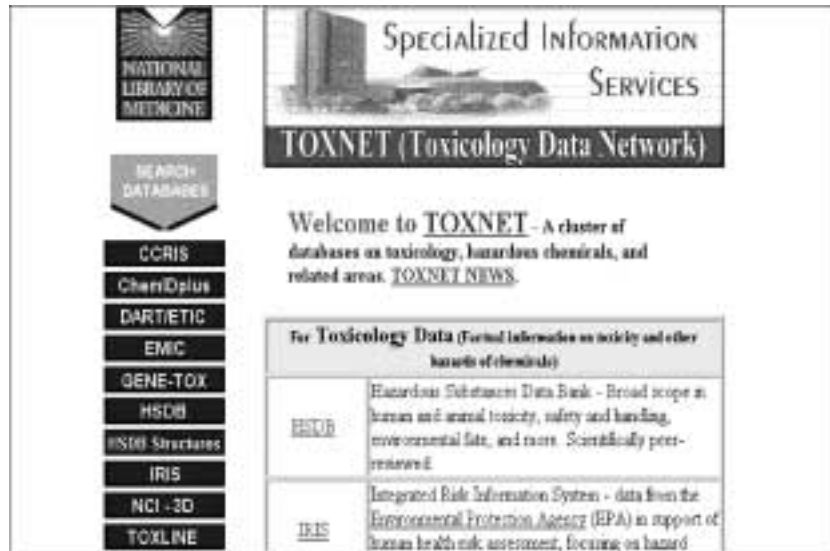 NATIONAL
LIBRARY OF
MEDICINE
SPECIALIZED INFORMATION
SERVICES
TOXNET (Toxicology Data Network)
SEARCH
DATABASES
CCRIS
ChemIDplus
DART/ETIC
EMIC
GENE-TOX
HSDB
HSDB Structures
IRIS
NCI-3D
TOXLINE
Welcome to TOXNET - A cluster of
databases on toxicology, hazardous chemicals, and
related areas. TOXNET NEWS.
For Toxicology Data (Factual Information on toxicity and other
hazards of chemicals)
HSDB
Hazardous Substances Data Bank - Broad scope in
human and animal toxicity, safety and handling,
environmental fate, and more. Scientifically peer-
reviewed.
IRIS
Integrated Risk Information System - data from the
Environmental Protection Agency (EPA) in support of
human health risk assessment, focusing on hazard